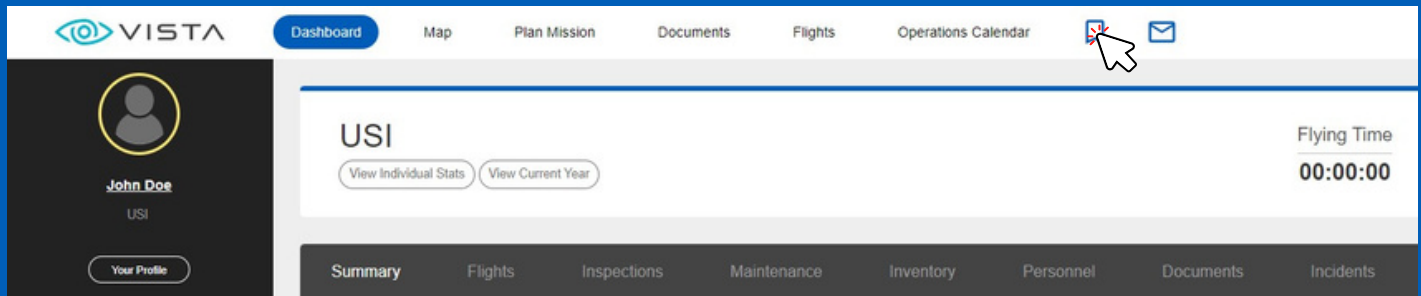 VISTA
Dashboard Map Plan Mission Documents Flights Operations Calendar
USI
View Individual Stats View Current Year
Flying Time
00:00:00
John Doe
USI
Your Profile
Summary Flights Inspections Maintenance Inventory Personnel Documents Incidents